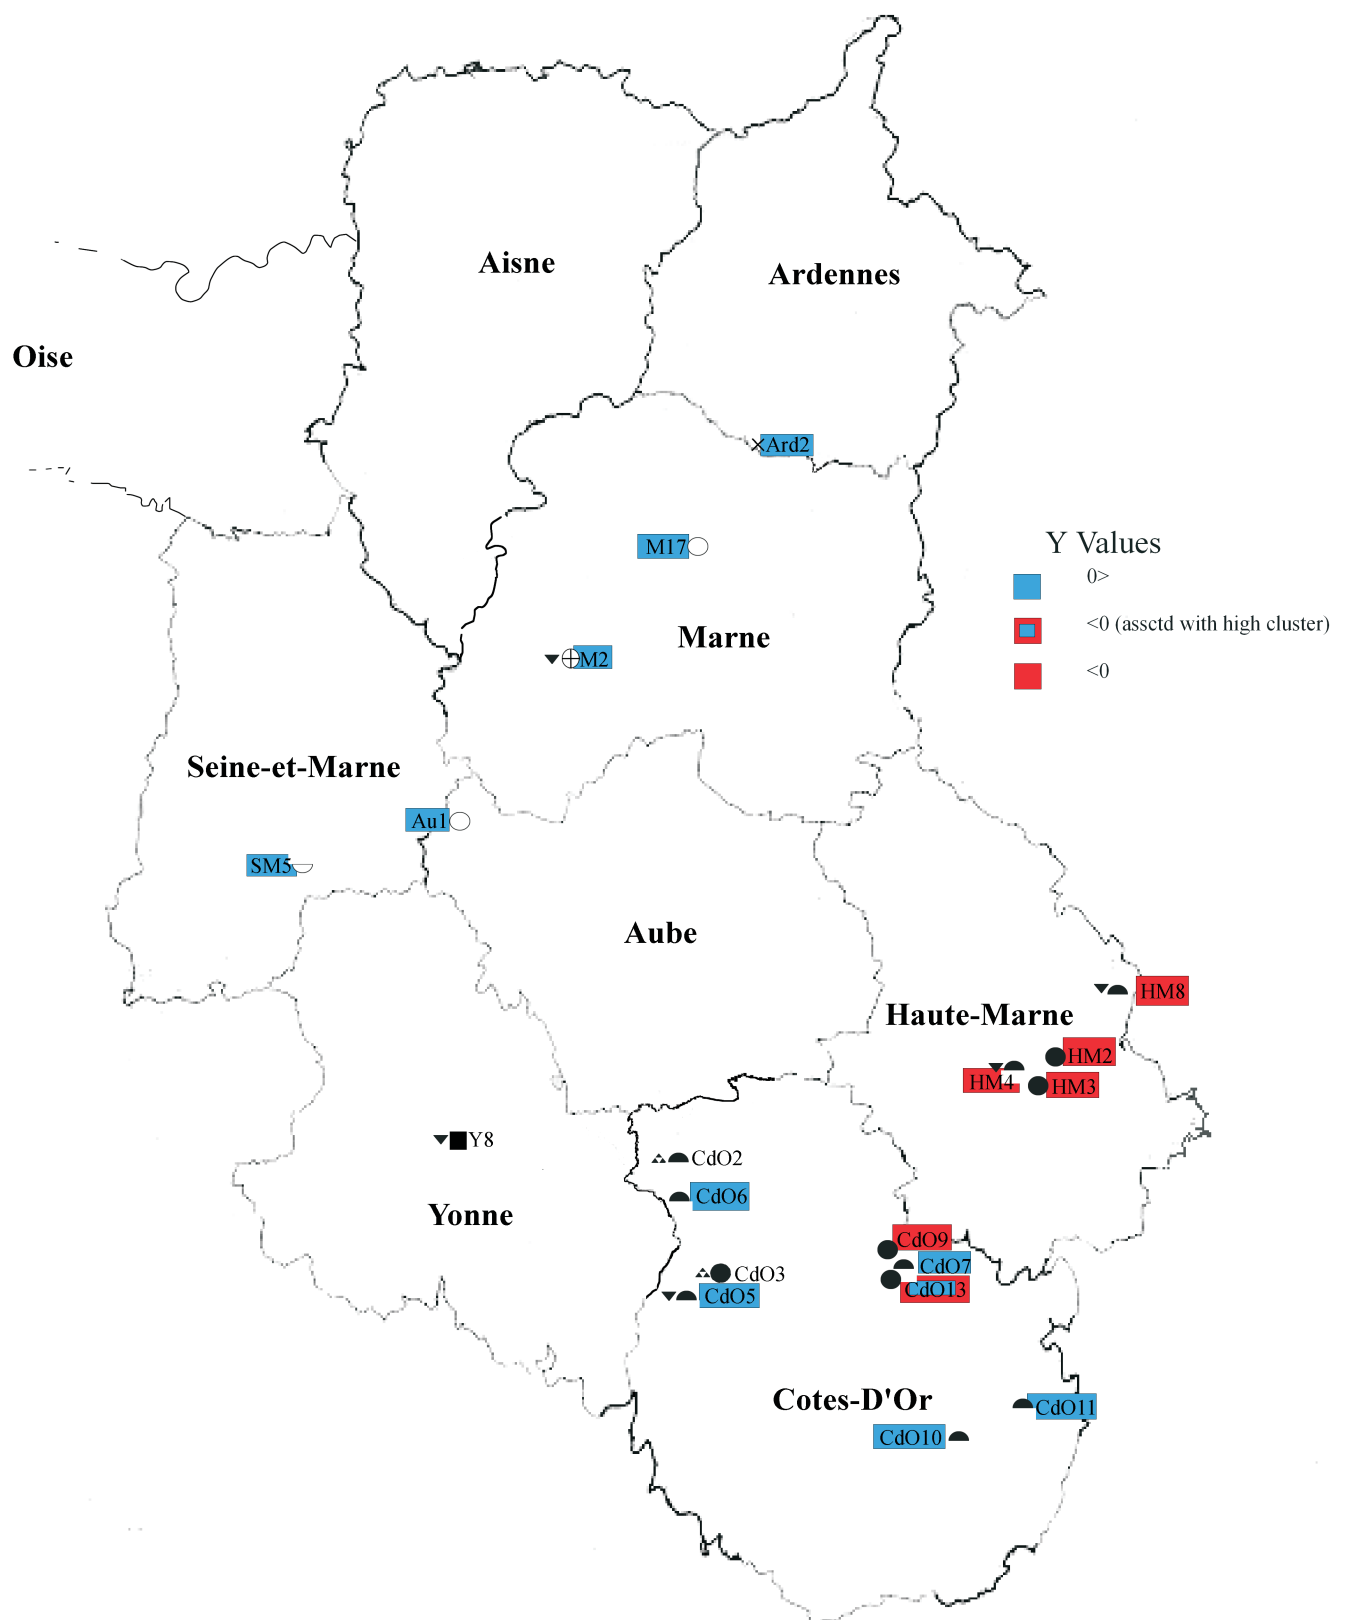 Aisne
Ardennes
Oise
Ard2
M17
Y Values
0>
<0 (assctd with high cluster)
<0
Marne
M2
Seine-et-Marne
Au1
SM5
Aube
HM8
Haute-Marne
HM2
HM4
HM3
Y8
CdO2
CdO6
Yonne
CdO9
CdO7
CdO3
CdO13
CdO5
Cotes-D'Or
CdO11
CdO10